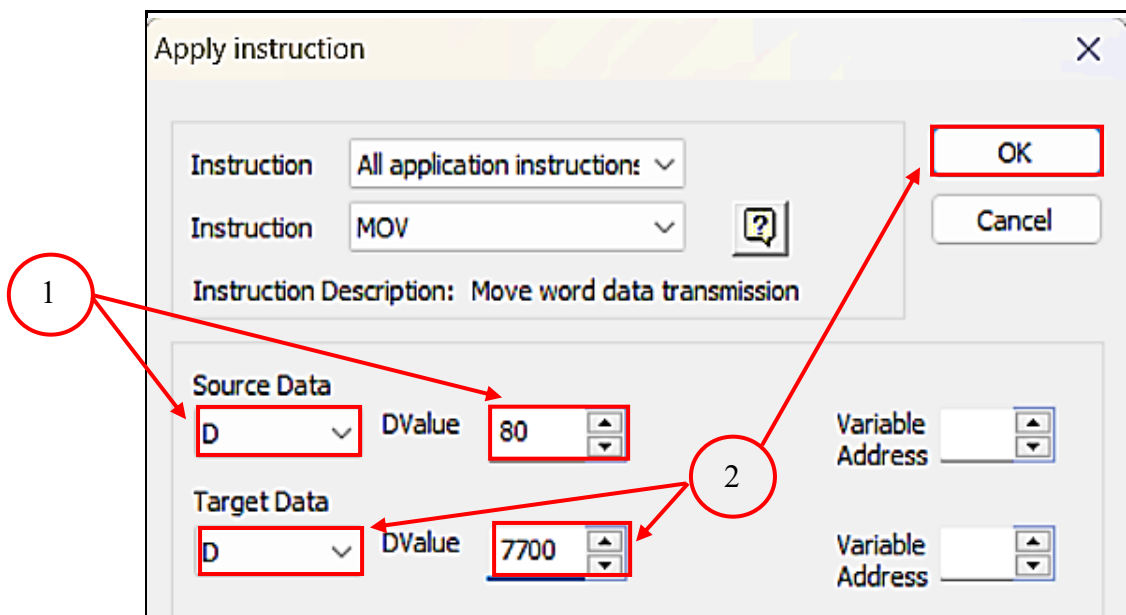 Apply instruction
Instruction All application instructions
OK
Instruction MOV
Cancel
Instruction Description: Move word data transmission
1
Source Data
D DValue 80 Variable Address
2
Target Data
D DValue 7700 Variable Address